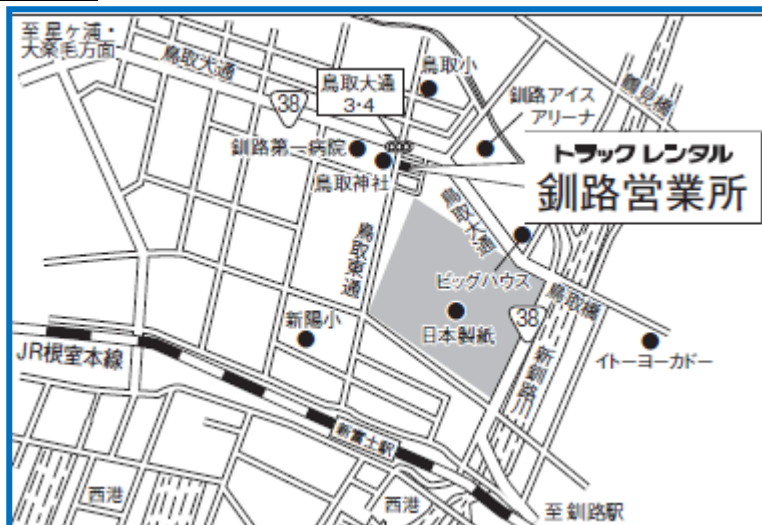 至 星ヶ浦・
大楽毛方面
鳥取大通
38
鳥取大通
3・4
鳥取小
釧路アイス
アリーナ
鶴見橋
釧路第一病院
鳥取神社
トラック レンタル
釧路営業所
鳥取大通
鳥取東通
ビッグハウス
鳥取橋
38
日本製紙
新陽小
イトーヨーカドー
新釧路川
JR根室本線
新富士駅
西港
西港
至 釧路駅